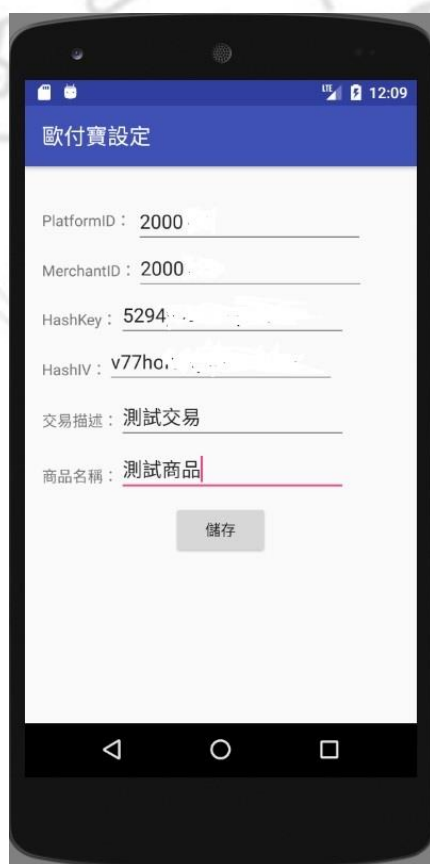 LTE 12:09
歐付寶設定
PlatformID： 2000
MerchantID： 2000
HashKey： 5294
HashIV： v77ho
交易描述： 測試交易
商品名稱： 測試商品
儲存